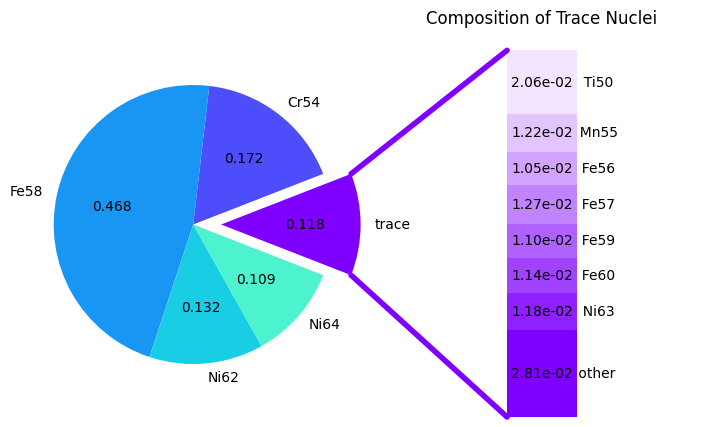 Composition of Trace Nuclei
Cr54
0.172
Fe58
0.468
0.118
trace
0.109
0.132
Ni64
Ni62
2.06e-02 Ti50
1.22e-02 Mn55
1.05e-02 Fe56
1.27e-02 Fe57
1.10e-02 Fe59
1.14e-02 Fe60
1.18e-02 Ni63
2.81e-02 other